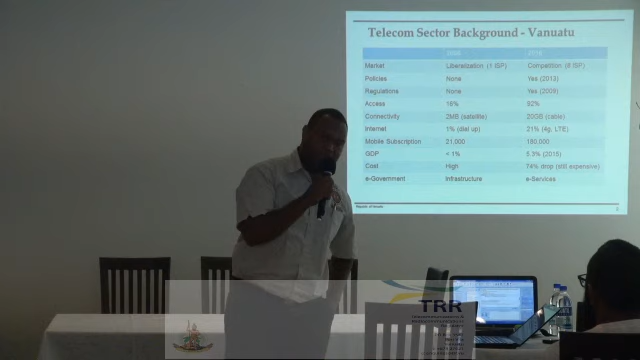 Telecom Sector Background - Vanuatu
Market Liberalization (1 ISP) Competition (8 ISP)
Policies None Yes (2013)
Regulations None Yes (2009)
Access 16% 92%
Connectivity 2MB (satellite) 20GB (cable)
Internet 1% (dial up) 21% (4g, LTE)
Mobile Subscription 21,000 180,000
GDP < 1% 5.3% (2015)
Cost High 74% drop (still expensive)
e-Government Infrastructure e-Services
TRR